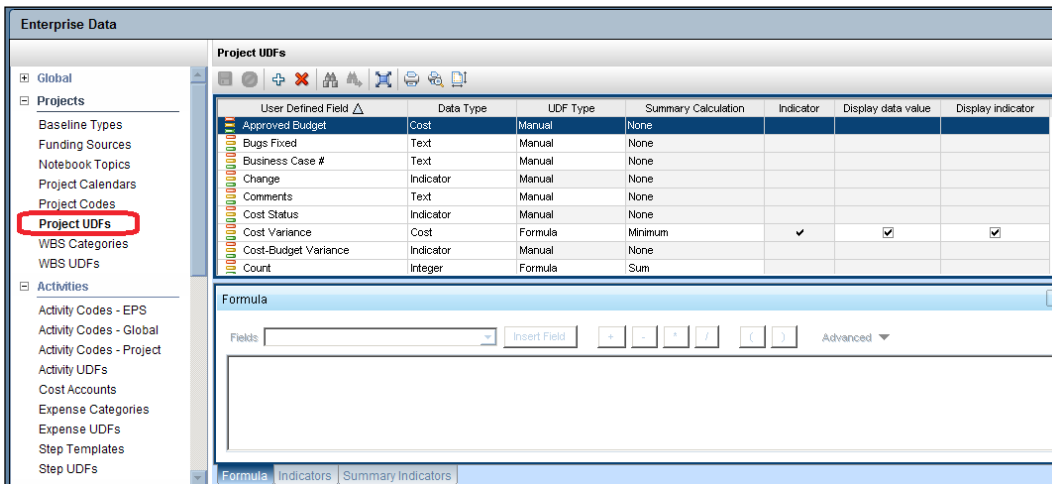 Enterprise Data
Global
Projects
Baseline Types
Funding Sources
Notebook Topics
Project Calendars
Project Codes
Project UDFs
WBS Categories
WBS UDFs
Activities
Activity Codes - EPS
Activity Codes - Global
Activity Codes - Project
Activity UDFs
Cost Accounts
Expense Categories
Expense UDFs
Step Templates
Step UDFs
Project UDFs
User Defined Field Data Type UDF Type Summary Calculation Indicator Display data value Display indicator
Approved Budget Cost Manual None
Bugs Fixed Text Manual None
Business Case # Text Manual None
Change Indicator Manual None
Comments Text Manual None
Cost Status Indicator Manual None
Cost Variance Cost Formula Minimum
Cost-Budget Variance Indicator Manual None
Count Integer Formula Sum
Formula
Fields Insert Field + - * / ( ) Advanced
Formula Indicators Summary Indicators